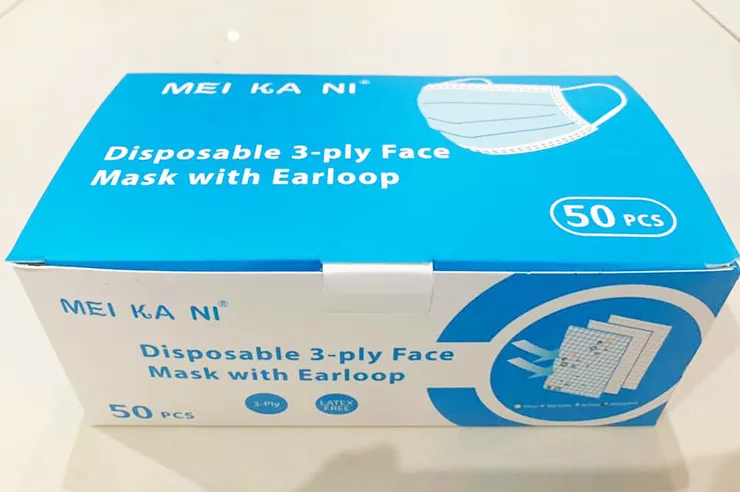 MEI KA NI®
Disposable 3-ply Face
Mask with Earloop
50 PCS
MEI KA NI®
Disposable 3-ply Face
Mask with Earloop
50 PCS
3-Ply
LATEX
FREE